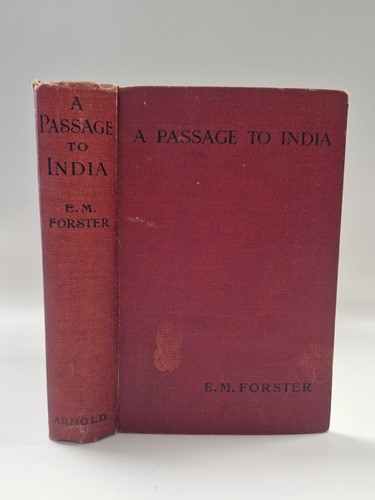 A
PASSAGE
TO
INDIA
E. M.
FORSTER
ARNOLD
A PASSAGE TO INDIA
E. M. FORSTER